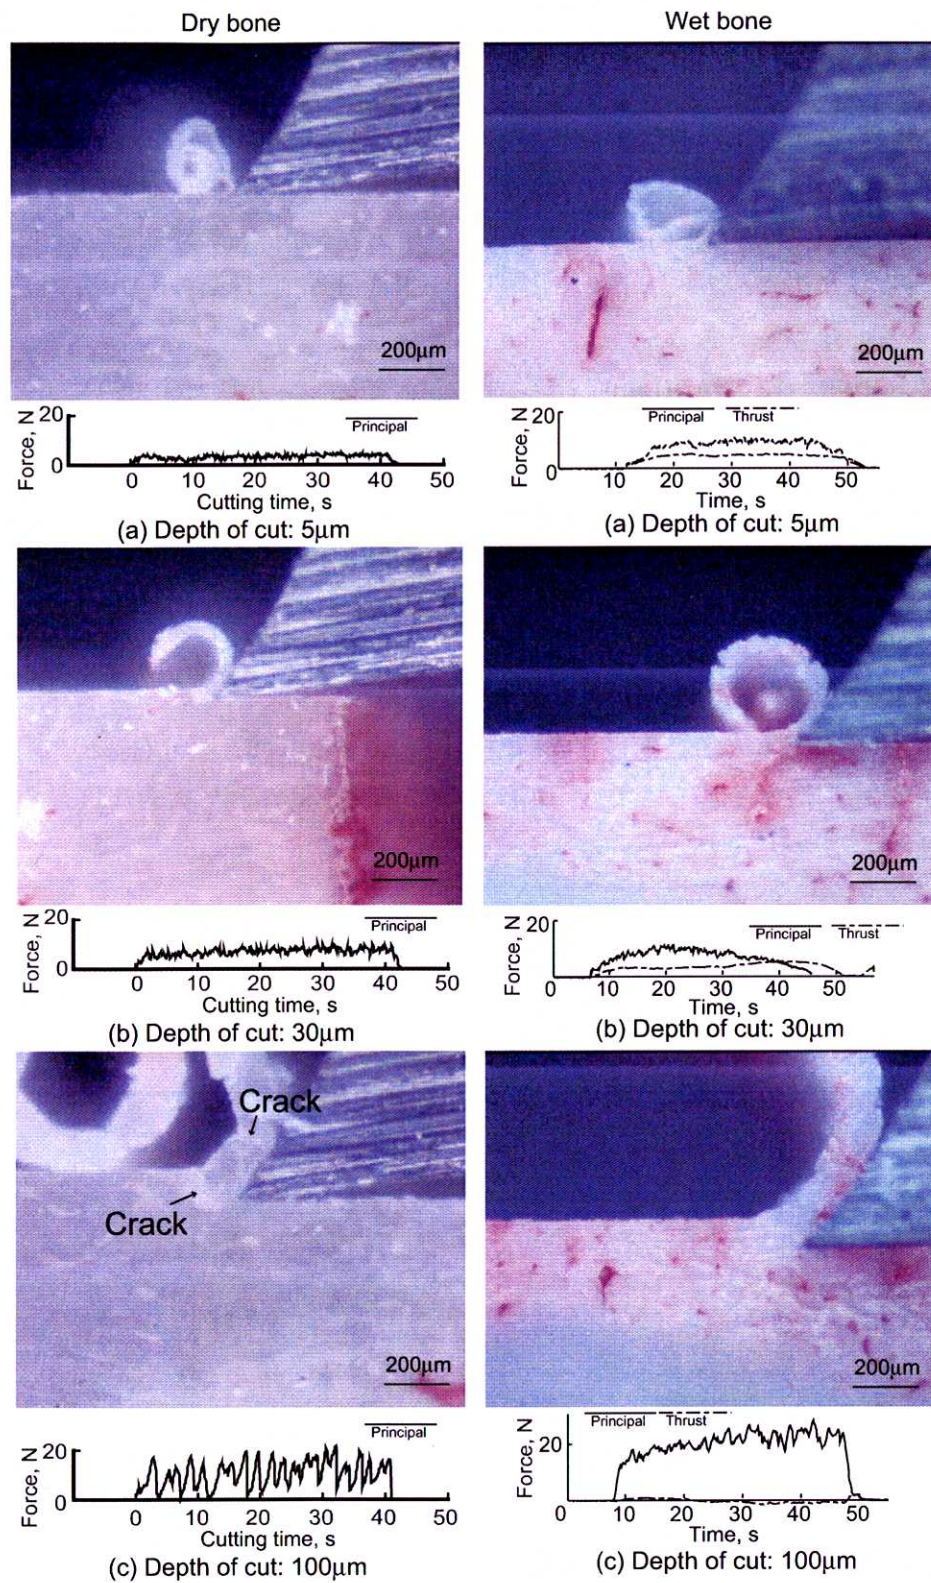 Dry bone
Wet bone
200μm
200μm
Force, N
20
0
Principal
0 10 20 30 40 50
Cutting time, s
(a) Depth of cut: 5μm
Force, N
20
0
Principal Thrust
10 20 30 40 50
Time, s
(a) Depth of cut: 5μm
200μm
200μm
Force, N
20
0
Principal
0 10 20 30 40 50
Cutting time, s
(b) Depth of cut: 30μm
Force, N
20
0
Principal Thrust
10 20 30 40 50
Time, s
(b) Depth of cut: 30μm
Crack
Crack
200μm
200μm
Force, N
20
0
Principal
0 10 20 30 40 50
Cutting time, s
(c) Depth of cut: 100μm
Force, N
20
Principal Thrust
0 10 20 30 40 50
Time, s
(c) Depth of cut: 100μm